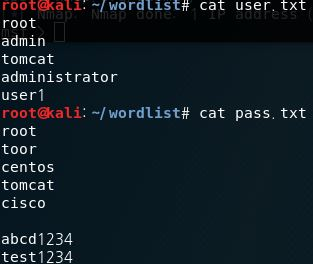 root@kali:~/wordlist# cat user.txt
root
admin
tomcat
administrator
user1
root@kali:~/wordlist# cat pass.txt
root
toor
centos
tomcat
cisco

abcd1234
test1234